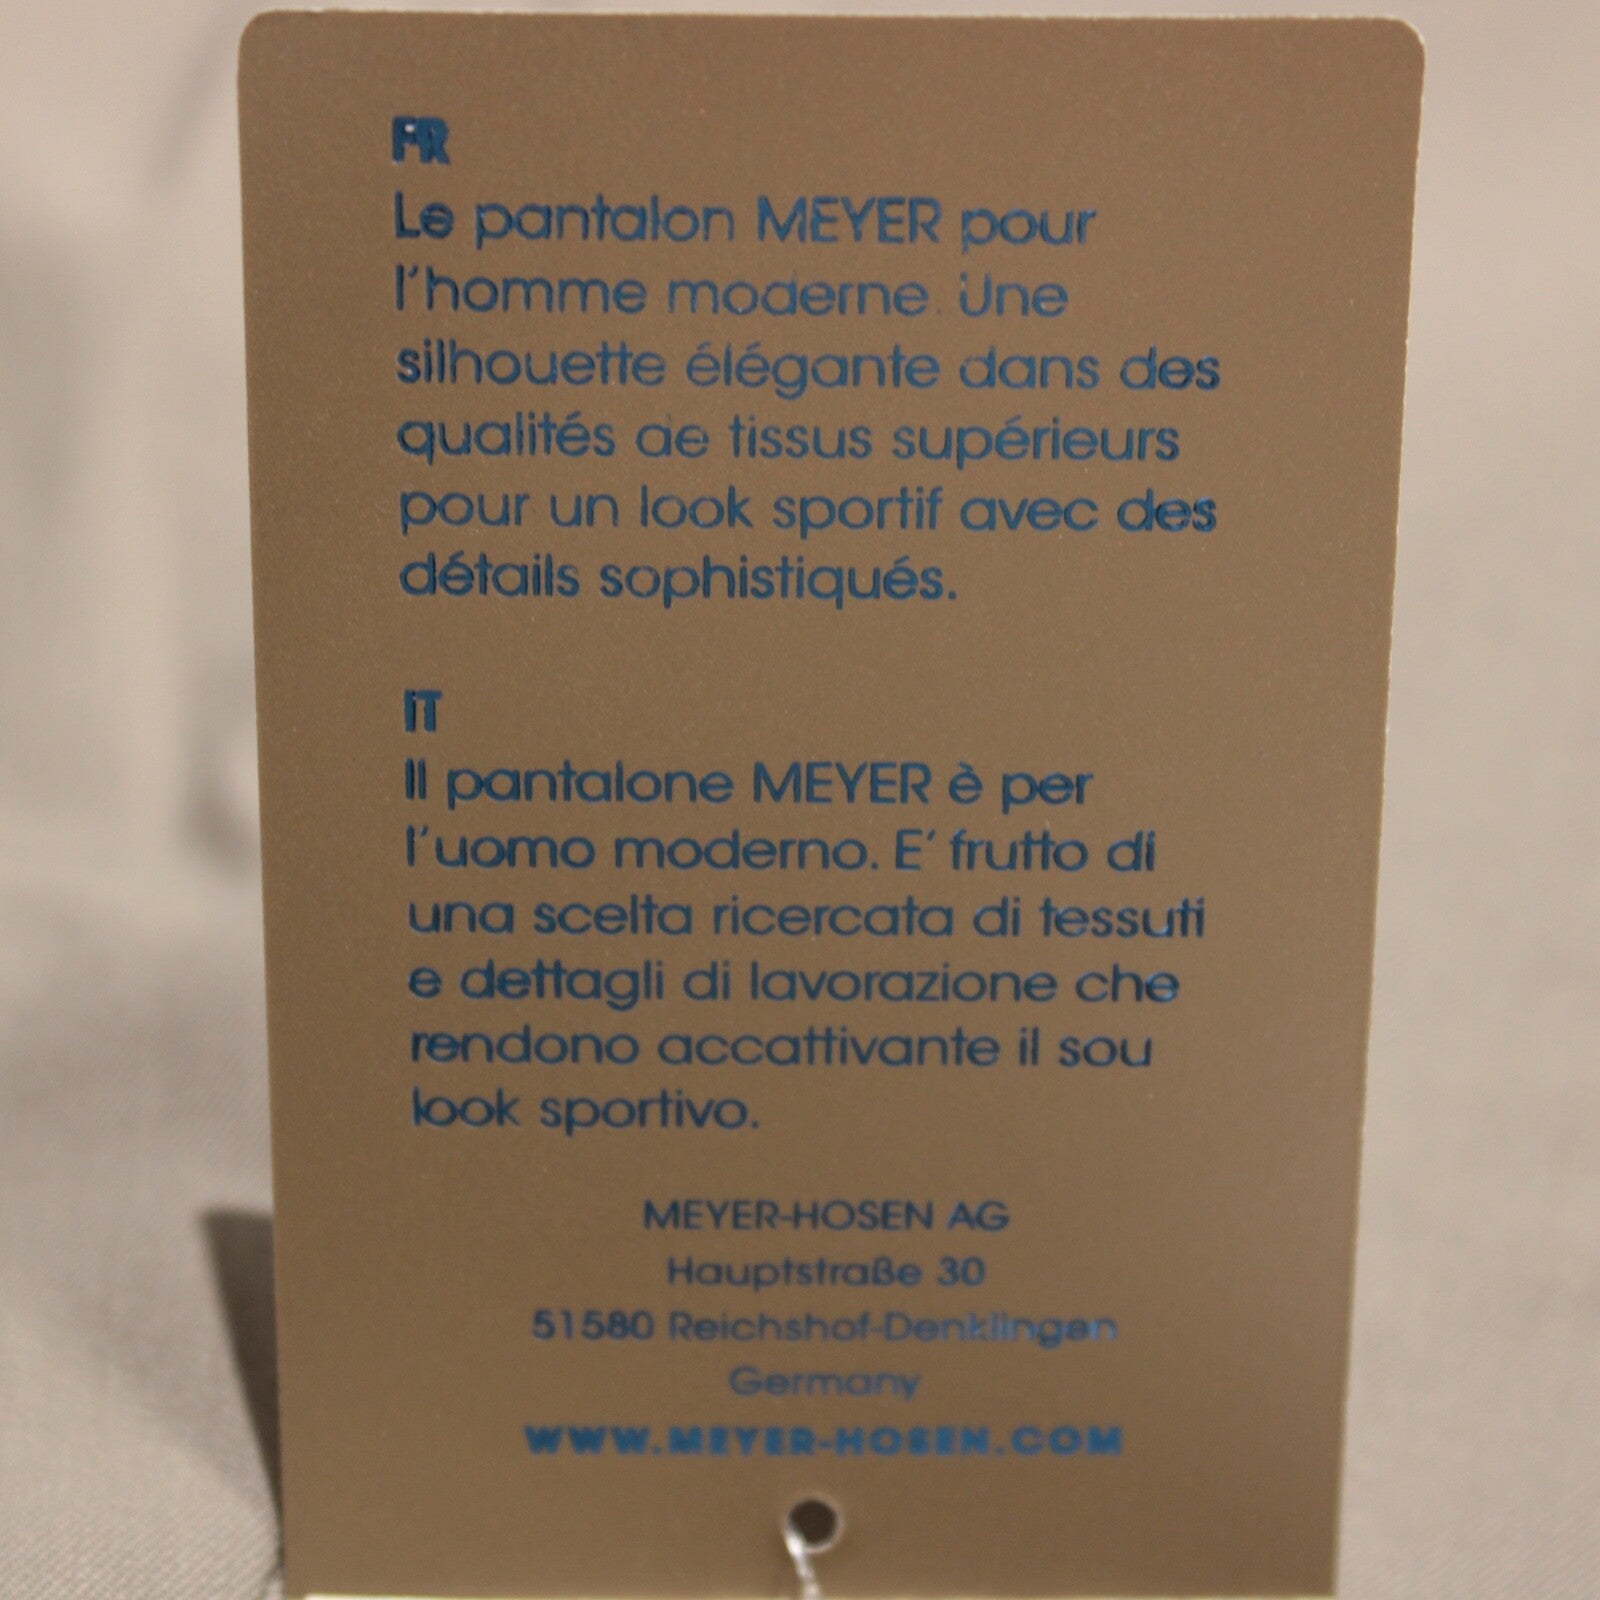 FR
Le pantalon MEYER pour
l'homme moderne. Une
silhouette élégante dans des
qualités de tissus supérieurs
pour un look sportif avec des
détails sophistiqués.
IT
Il pantalone MEYER è per
l'uomo moderno. E' frutto di
una scelta ricercata di tessuti
e dettagli di lavorazione che
rendono accattivante il sou
look sportivo.
MEYER-HOSEN AG
Hauptstraße 30
51580 Reichshof-Denklingen
Germany
WWW.MEYER-HOSEN.COM